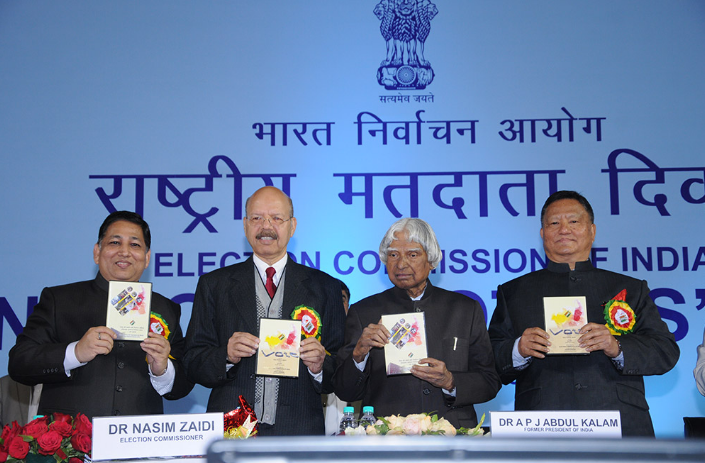 सत्यमेव जयते
भारत निर्वाचन आयोग
राष्ट्रीय मतदाता दिव
ELECTION COMMISSION OF INDIA
DR NASIM ZAIDI
ELECTION COMMISSIONER
DR A P J ABDUL KALAM
FORMER PRESIDENT OF INDIA